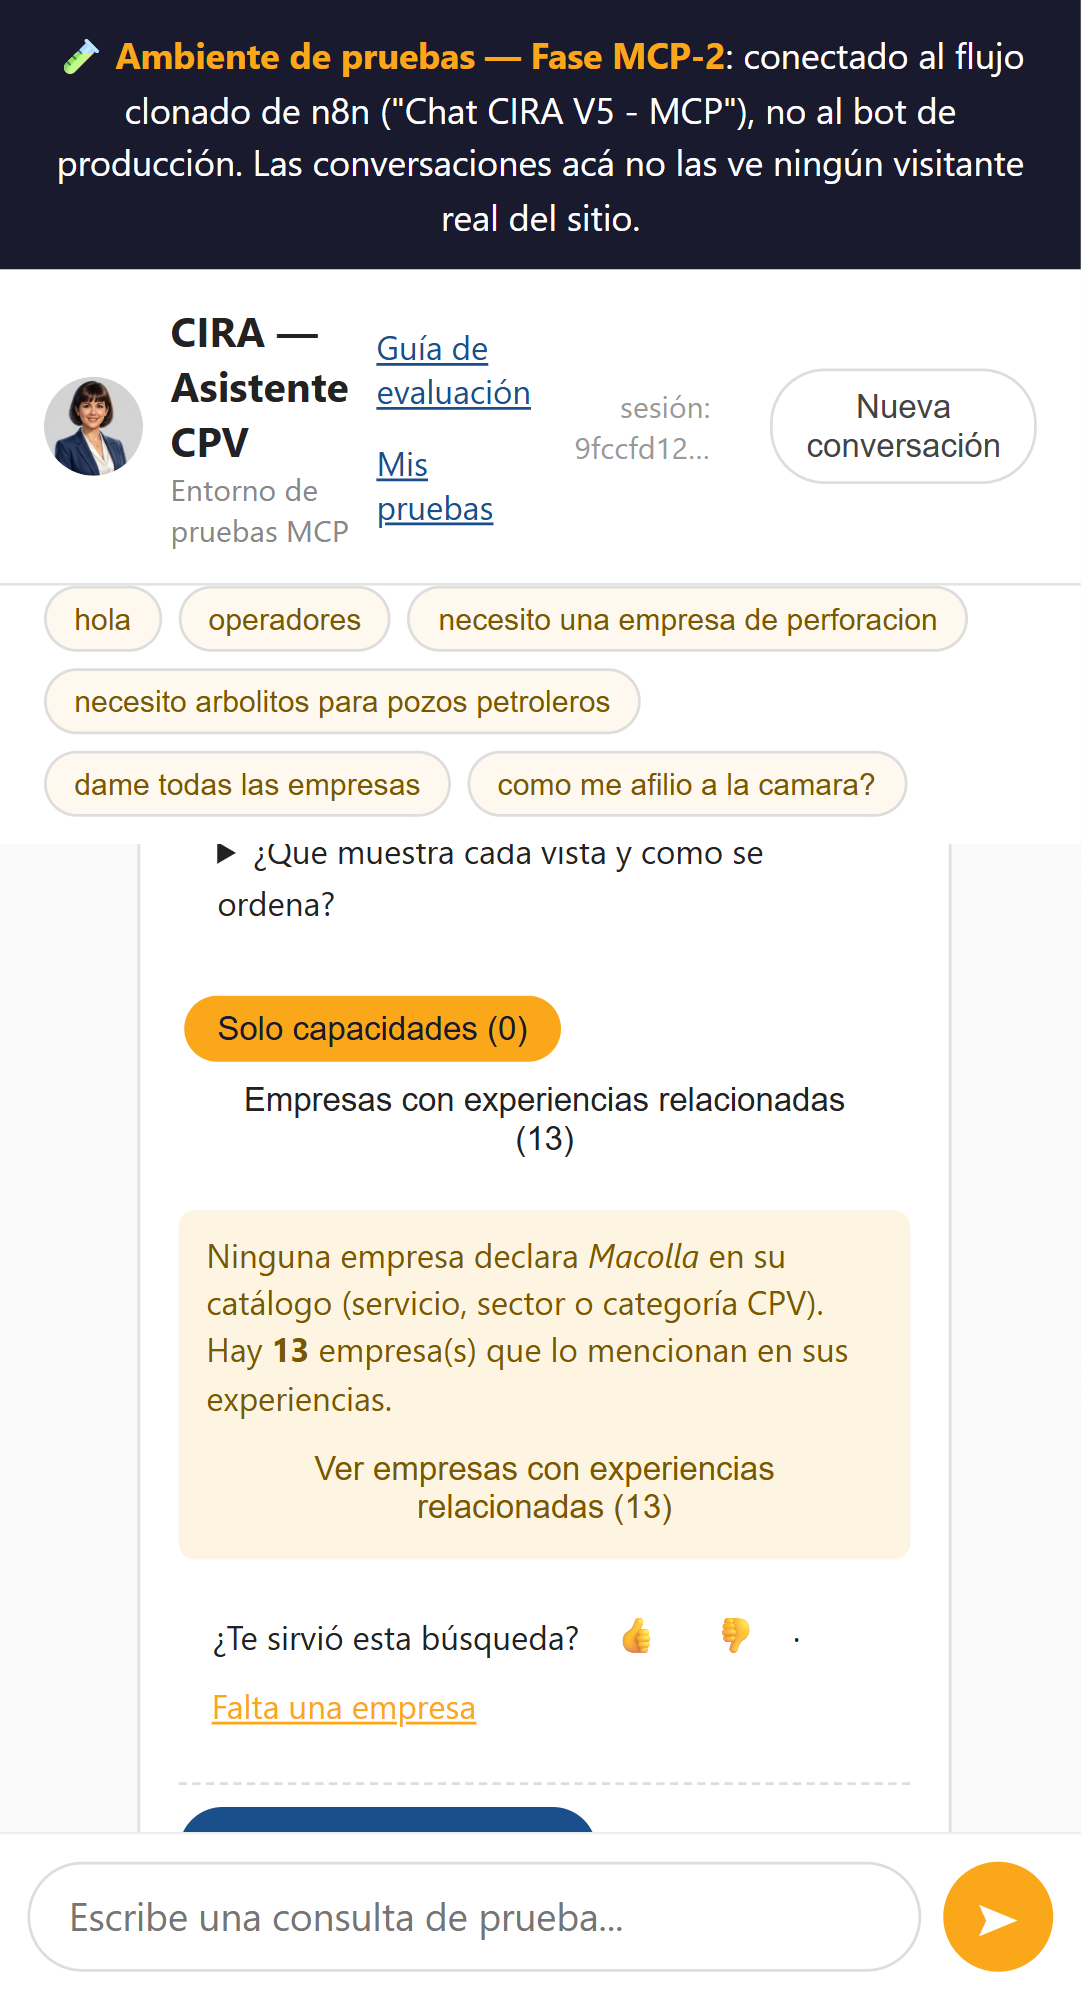 Ambiente de pruebas — Fase MCP-2: conectado al flujo
clonado de n8n ("Chat CIRA V5 - MCP"), no al bot de
producción. Las conversaciones acá no las ve ningún visitante
real del sitio.
CIRA —
Asistente
CPV
Entorno de
pruebas MCP
Guía de
evaluación
Mis
pruebas
sesión:
9fccfd12...
Nueva
conversación
hola
operadores
necesito una empresa de perforacion
necesito arbolitos para pozos petroleros
dame todas las empresas
como me afilio a la camara?
¿Que muestra cada vista y como se
ordena?
Solo capacidades (0)
Empresas con experiencias relacionadas
(13)
Ninguna empresa declara Macolla en su
catálogo (servicio, sector o categoría CPV).
Hay 13 empresa(s) que lo mencionan en sus
experiencias.
Ver empresas con experiencias
relacionadas (13)
¿Te sirvió esta búsqueda? ·
Falta una empresa
Escribe una consulta de prueba...